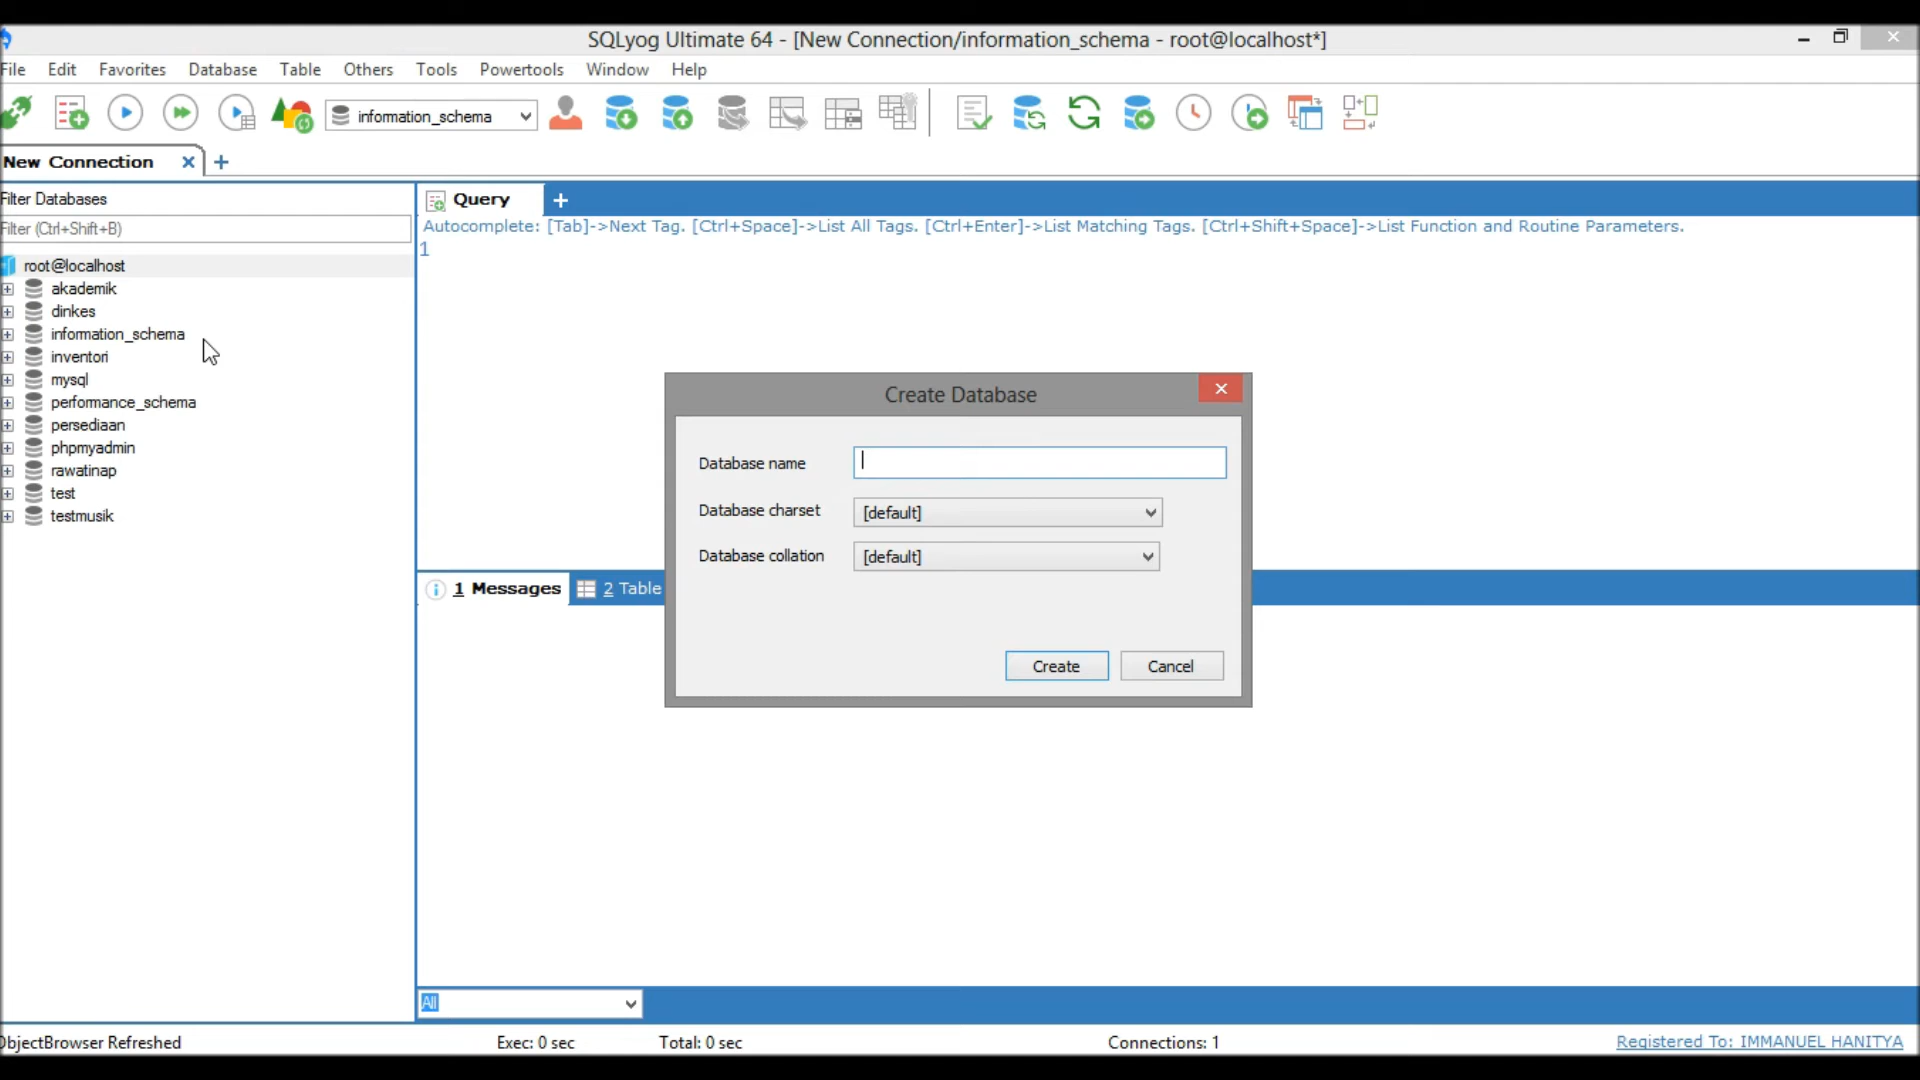 SQLyog Ultimate 64 - [New Connection/information_schema - root@localhost*]
File Edit Favorites Database Table Others Tools Powertools Window Help
information_schema
New Connection
Filter Databases
Filter (Ctrl+Shift+B)
root@localhost
akademik
dinkes
information_schema
inventori
mysql
performance_schema
persediaan
phpmyadmin
rawatinap
test
testmusik
Query
Autocomplete: [Tab]->Next Tag. [Ctrl+Space]->List All Tags. [Ctrl+Enter]->List Matching Tags. [Ctrl+Shift+Space]->List Function and Routine Parameters.
1
Create Database
Database name
Database charset [default]
Database collation [default]
Create Cancel
1 Messages 2 Table
All
ObjectBrowser Refreshed Exec: 0 sec Total: 0 sec Connections: 1 Registered To: IMMANUEL HANITYA